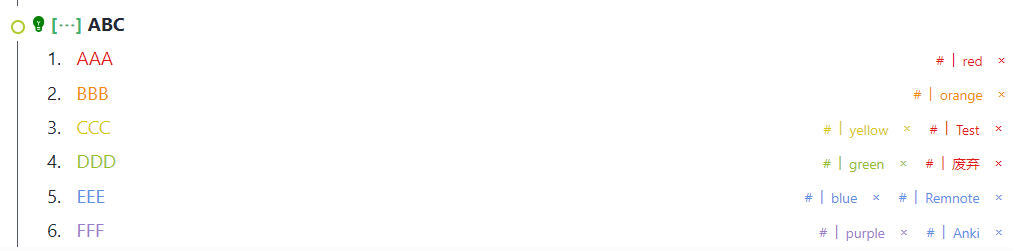 [···] ABC
1. AAA # | red ×
2. BBB # | orange ×
3. CCC # | yellow × # | Test ×
4. DDD # | green × # | 废弃 ×
5. EEE # | blue × # | Remnote ×
6. FFF # | purple × # | Anki ×